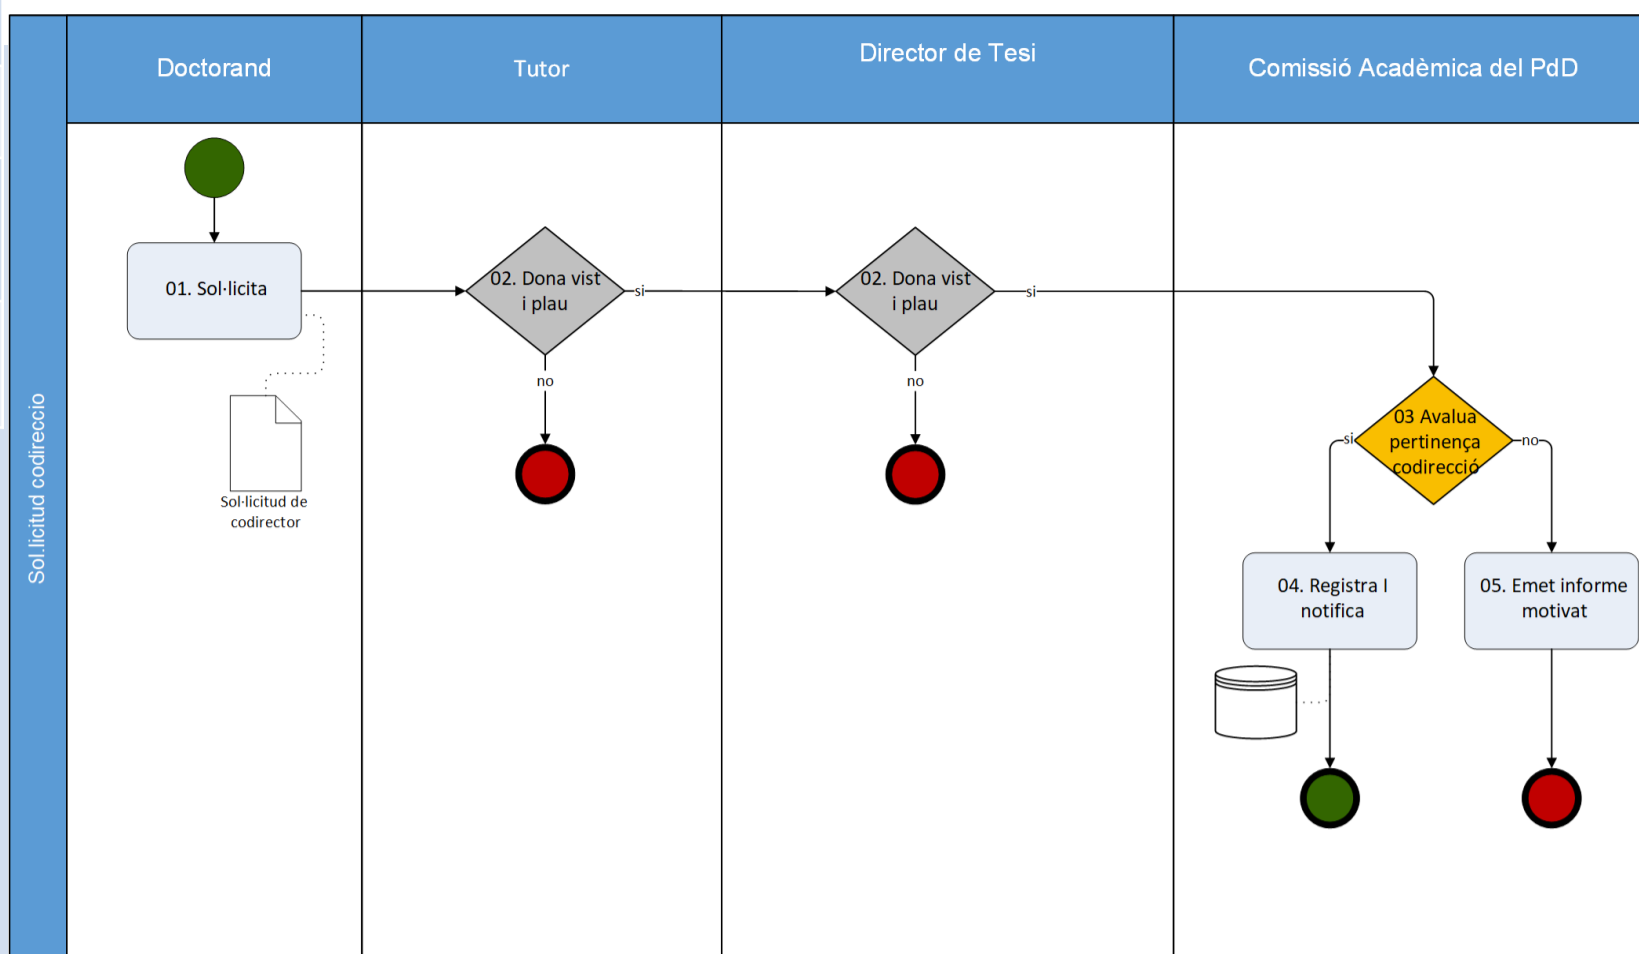 Doctorand
Tutor
Director de Tesi
Comissió Acadèmica del PdD
Sol.licitud codireccio
01. Sol·licita
Sol·licitud de
codirector
02. Dona vist
i plau
si
no
02. Dona vist
i plau
si
no
03 Avalua
pertinença
codirecció
si
no
04. Registra I
notifica
05. Emet informe
motivat